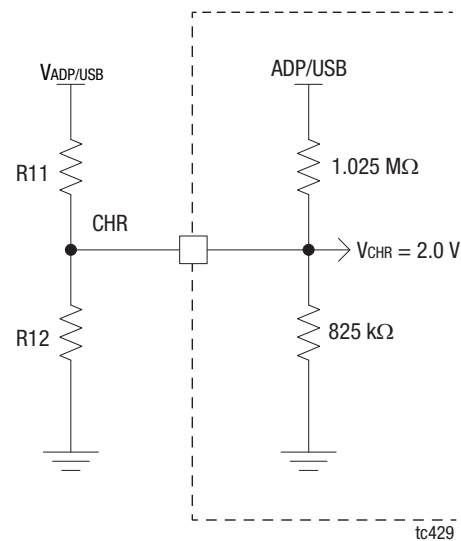 VADP/USB
ADP/USB
R11
1.025 MΩ
CHR
VCHR = 2.0 V
R12
825 kΩ
tc429